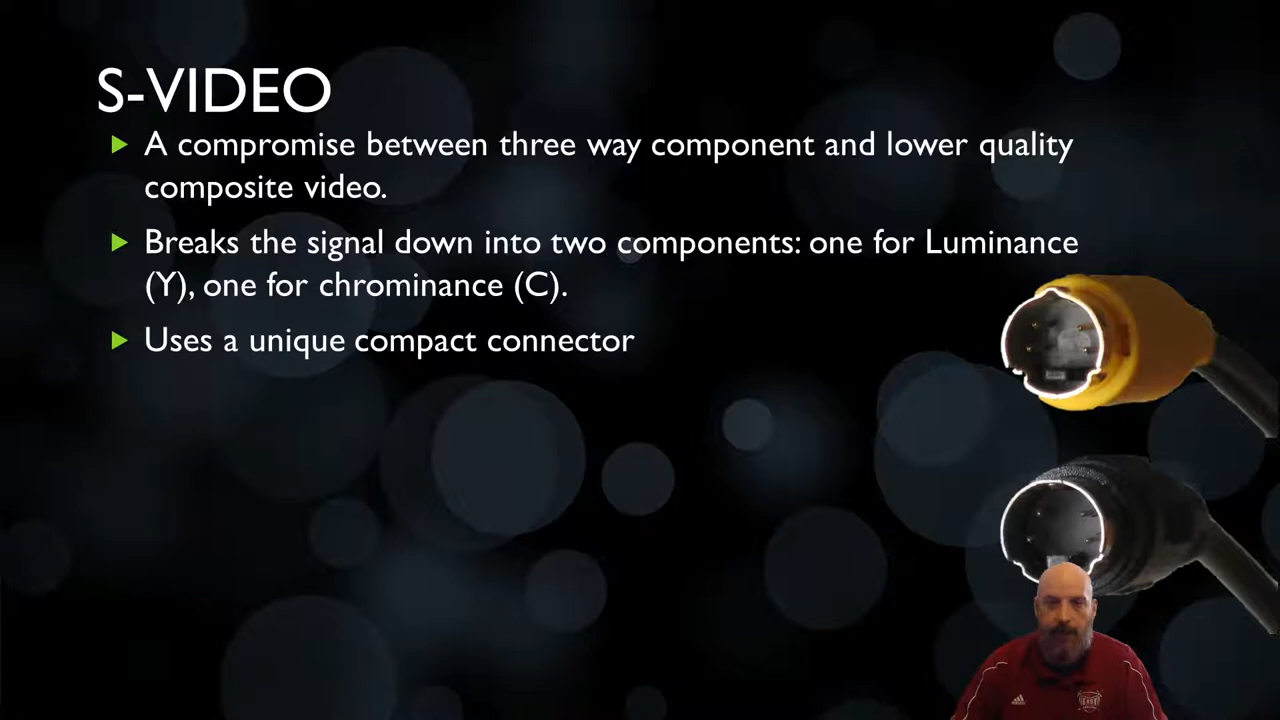 S-VIDEO
A compromise between three way component and lower quality
composite video.
Breaks the signal down into two components: one for Luminance
(Y), one for chrominance (C).
Uses a unique compact connector